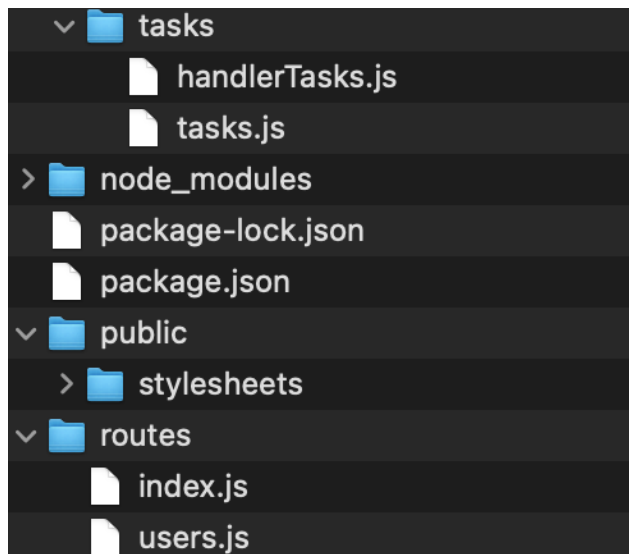 tasks
handlerTasks.js
tasks.js
node_modules
package-lock.json
package.json
public
stylesheets
routes
index.js
users.js